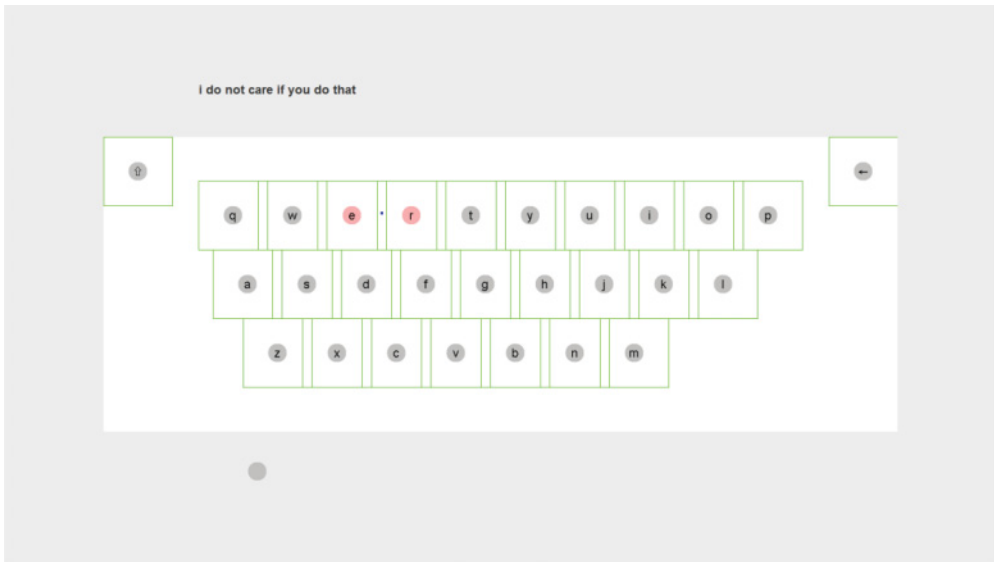 i do not care if you do that
⇧ ←
q w e r t y u i o p
a s d f g h j k l
z x c v b n m